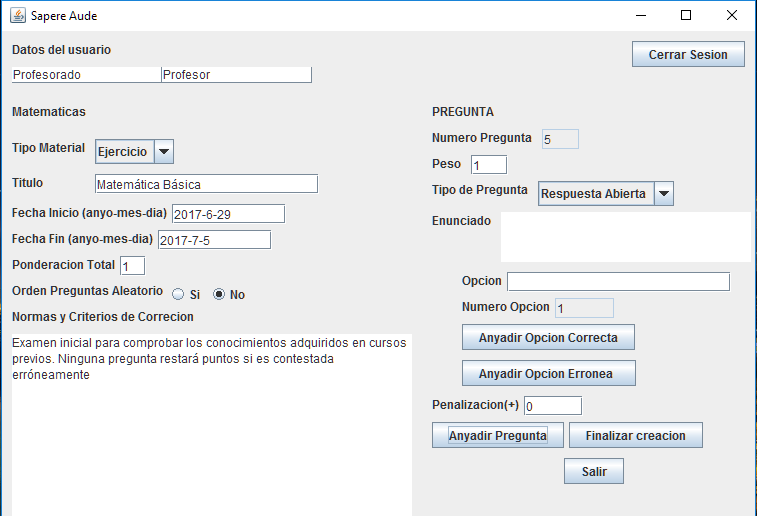 Sapere Aude
Datos del usuario
Cerrar Sesion
Profesorado
Profesor
Matematicas
Tipo Material
Ejercicio
Titulo
Matemática Básica
Fecha Inicio (anyo-mes-dia)
2017-6-29
Fecha Fin (anyo-mes-dia)
2017-7-5
Ponderacion Total
1
Orden Preguntas Aleatorio
Si
No
Normas y Criterios de Correcion
Examen inicial para comprobar los conocimientos adquiridos en cursos
previos. Ninguna pregunta restará puntos si es contestada
erróneamente
PREGUNTA
Numero Pregunta
5
Peso
1
Tipo de Pregunta
Respuesta Abierta
Enunciado
Opcion
Numero Opcion
1
Anyadir Opcion Correcta
Anyadir Opcion Erronea
Penalizacion(+)
0
Anyadir Pregunta
Finalizar creacion
Salir